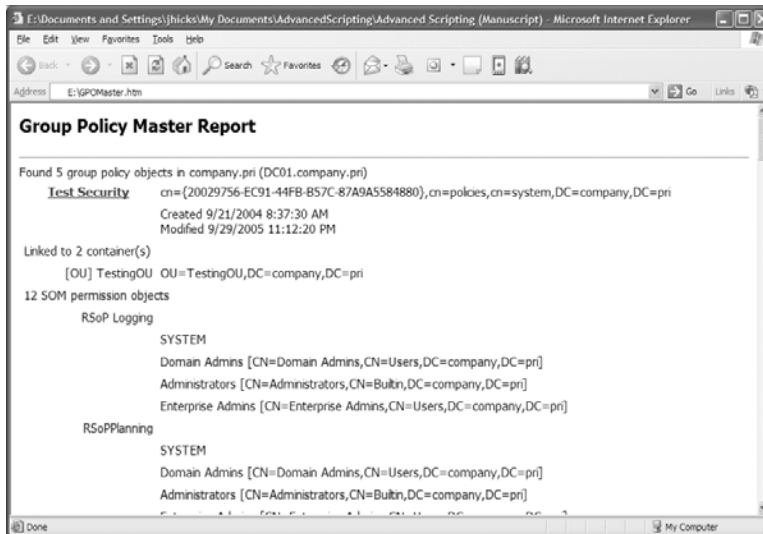 E:\Documents and Settings\jhicks\My Documents\AdvancedScripting\Advanced Scripting (Manuscript) - Microsoft Internet Explorer
File Edit View Favorites Tools Help
Back Search Favorites
Address E:\GPOMaster.htm Go Links
Group Policy Master Report
Found 5 group policy objects in company.pri (DC01.company.pri)
Test Security cn={20029756-EC91-44FB-B57C-87A9A5584880},cn=policies,cn=system,DC=company,DC=pri
Created 9/21/2004 8:37:30 AM
Modified 9/29/2005 11:12:20 PM
Linked to 2 container(s)
[OU] TestingOU OU=TestingOU,DC=company,DC=pri
12 SOM permission objects
RSoP Logging
SYSTEM
Domain Admins [CN=Domain Admins,CN=Users,DC=company,DC=pri]
Administrators [CN=Administrators,CN=Builtin,DC=company,DC=pri]
Enterprise Admins [CN=Enterprise Admins,CN=Users,DC=company,DC=pri]
RSoPPlanning
SYSTEM
Domain Admins [CN=Domain Admins,CN=Users,DC=company,DC=pri]
Administrators [CN=Administrators,CN=Builtin,DC=company,DC=pri]
Done My Computer